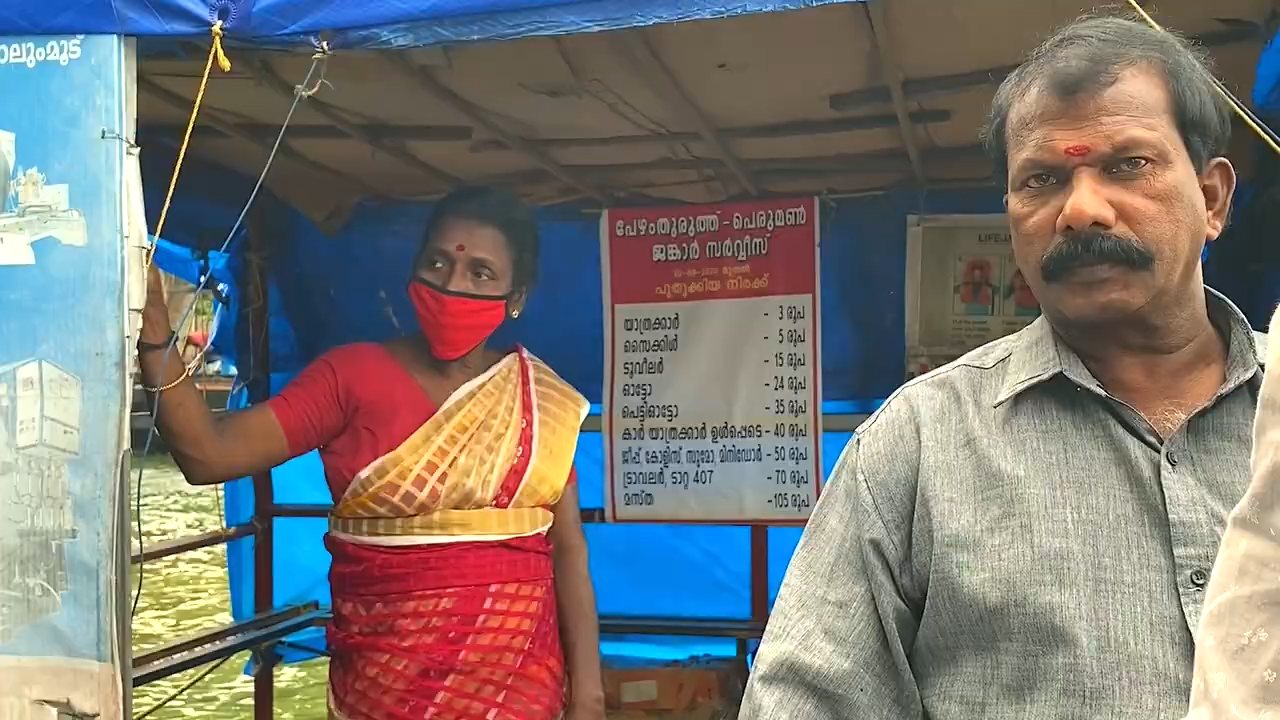 ാലുംമൂട്
പേഴംതുരുത്ത് - പെരുമൺ
ജങ്കാർ സർവ്വീസ്
മുതൽ
പുതുക്കിയ നിരക്ക്
യാത്രക്കാർ - 3 രൂപ
സൈക്കിൾ - 5 രൂപ
ടൂവീലർ - 15 രൂപ
ഓട്ടോ - 24 രൂപ
പെട്ടിഓട്ടോ - 35 രൂപ
കാർ യാത്രക്കാർ ഉൾപ്പെടെ - 40 രൂപ
ജീപ്പ്, കോളിസ്, സുമോ, മിനിഡോർ - 50 രൂപ
ട്രാവലർ, ടാറ്റ 407 - 70 രൂപ
മസ്ത -105 രൂപ